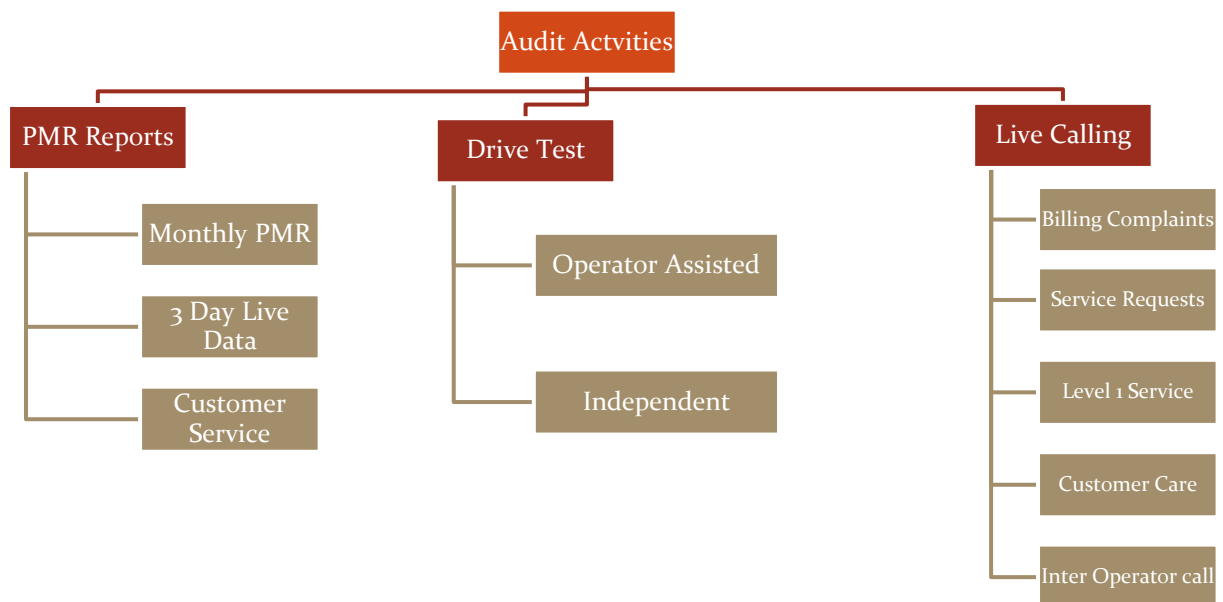 Audit Actvities
PMR Reports
Monthly PMR
3 Day Live
Data
Customer
Service
Drive Test
Operator Assisted
Independent
Live Calling
Billing Complaints
Service Requests
Level 1 Service
Customer Care
Inter Operator call